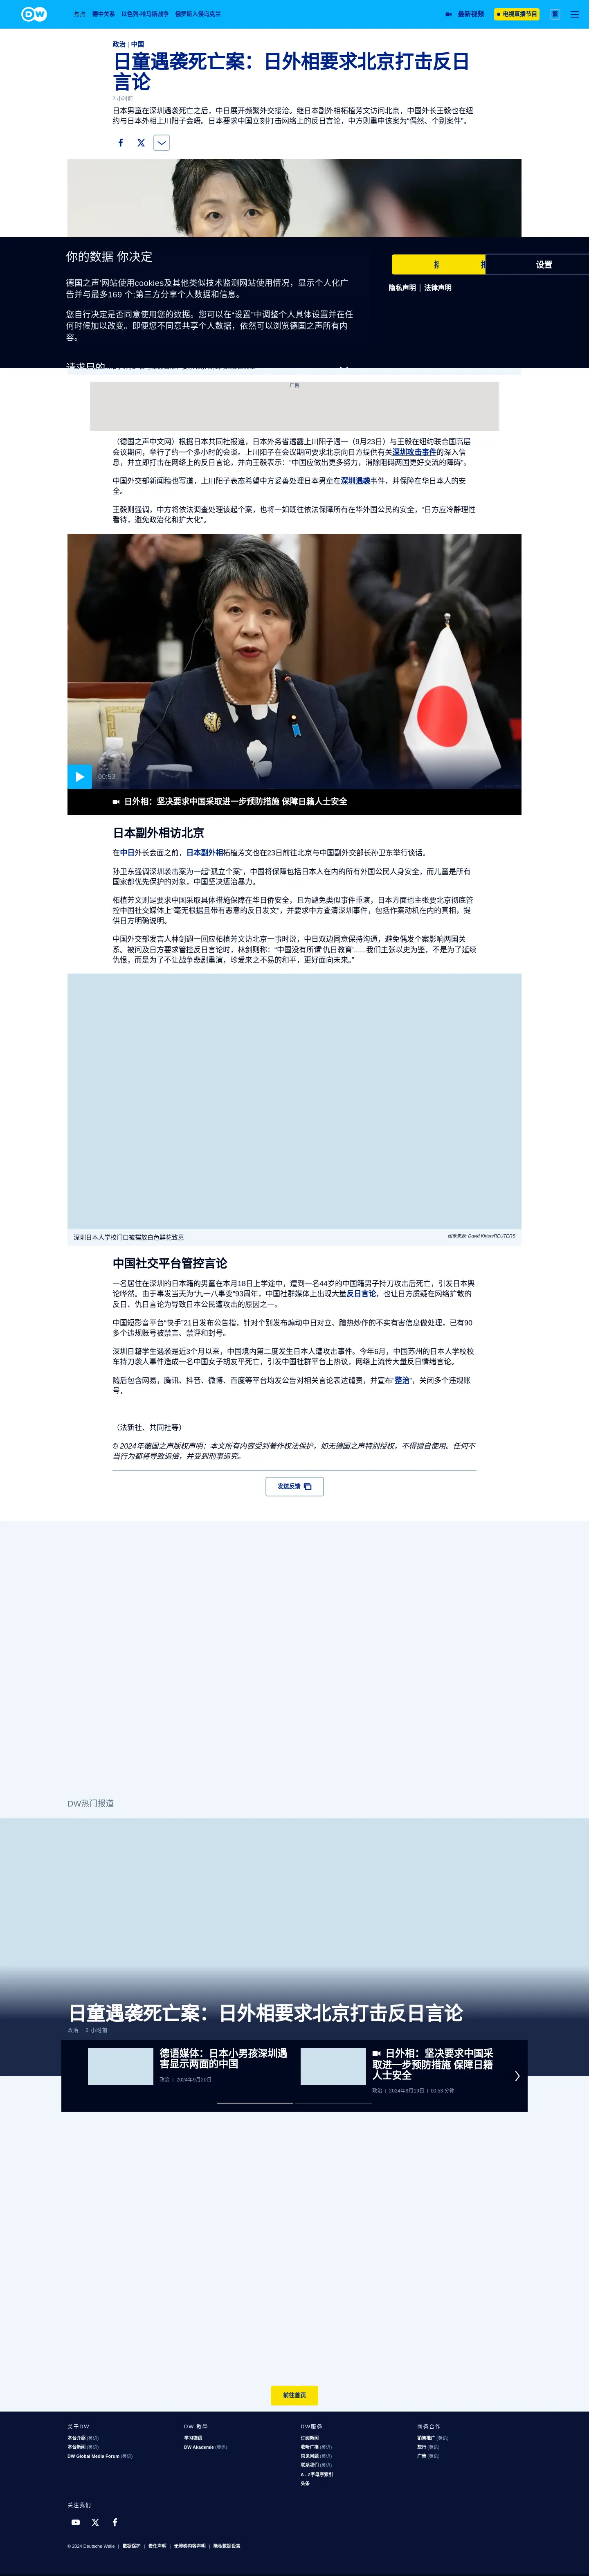 DW
焦点 德中关系 以色列-哈马斯战争 俄罗斯入侵乌克兰
最新视频
电视直播节目
繁
政治 | 中国
日童遇袭死亡案：日外相要求北京打击反日
言论
2 小时前
日本男童在深圳遇袭死亡之后，中日展开频繁外交接洽。继日本副外相柘植芳文访问北京，中国外长王毅也在纽
约与日本外相上川阳子会晤。日本要求中国立刻打击网络上的反日言论，中方则重申该案为“偶然、个别案件”。
你的数据 你决定
设置
隐私声明 | 法律声明
德国之声'网站使用cookies及其他类似技术监测网站使用情况，显示个人化广
告并与最多169 个;第三方分享个人数据和信息。
您自行决定是否同意使用您的数据。您可以在“设置”中调整个人具体设置并在任
何时候加以改变。即便您不同意共享个人数据，依然可以浏览德国之声所有内
容。
请求目的
广告
（德国之声中文网）根据日本共同社报道，日本外务省透露上川阳子週一（9月23日）与王毅在纽约联合国高层
会议期间，举行了约一个多小时的会谈。上川阳子在会议期间要求北京向日方提供有关深圳攻击事件的深入信
息，并立即打击在网络上的反日言论，并向王毅表示：“中国应做出更多努力，消除阻碍两国更好交流的障碍”。
中国外交部新闻稿也写道，上川阳子表态希望中方妥善处理日本男童在深圳遇袭事件，并保障在华日本人的安
全。
王毅则强调，中方将依法调查处理该起个案，也将一如既往依法保障所有在华外国公民的安全，“日方应冷静理性
看待，避免政治化和扩大化”。
00:53
日外相：坚决要求中国采取进一步预防措施 保障日籍人士安全
日本副外相访北京
在中日外长会面之前，日本副外相柘植芳文也在23日前往北京与中国副外交部长孙卫东举行谈话。
孙卫东强调深圳袭击案为一起“孤立个案”，中国将保障包括日本人在内的所有外国公民人身安全，而儿童是所有
国家都优先保护的对象，中国坚决惩治暴力。
柘植芳文则是要求中国采取具体措施保障在华日侨安全，且为避免类似事件重演，日本方面也主张要北京彻底管
控中国社交媒体上“毫无根据且带有恶意的反日发文”，并要求中方查清深圳事件，包括作案动机在内的真相，提
供日方明确说明。
中国外交部发言人林剑週一回应柘植芳文访北京一事时说，中日双边同意保持沟通，避免偶发个案影响两国关
系。被问及日方要求管控反日言论时，林剑则称：“中国没有所谓‘仇日教育’……我们主张以史为鉴，不是为了延续
仇恨，而是为了不让战争悲剧重演，珍爱来之不易的和平，更好面向未来。”
深圳日本人学校门口被摆放白色鲜花致意
图像来源: David Kirton/REUTERS
中国社交平台管控言论
一名居住在深圳的日本籍的男童在本月18日上学途中，遭到一名44岁的中国籍男子持刀攻击后死亡，引发日本舆
论哗然。由于事发当天为“九一八事变”93周年，中国社群媒体上出现大量反日言论，也让日方质疑在网络扩散的
反日、仇日言论为导致日本公民遭攻击的原因之一。
中国短影音平台“快手”21日发布公告指，针对个别发布煽动中日对立、蹭热炒作的不实有害信息做处理，已有90
多个违规账号被禁言、禁评和封号。
深圳日籍学生遇袭是近3个月以来，中国境内第二度发生日本人遭攻击事件。今年6月，中国苏州的日本人学校校
车持刀袭人事件造成一名中国女子胡友平死亡，引发中国社群平台上热议，网络上流传大量反日情绪言论。
随后包含网易，腾讯、抖音、微博、百度等平台均发公告对相关言论表达谴责，并宣布“整治”，关闭多个违规账
号，
（法新社、共同社等）
© 2024年德国之声版权声明：本文所有内容受到著作权法保护，如无德国之声特别授权，不得擅自使用。任何不
当行为都将导致追偿，并受到刑事追究。
发送反馈
DW热门报道
日童遇袭死亡案：日外相要求北京打击反日言论
政治 | 2 小时前
德语媒体：日本小男孩深圳遇
害显示两面的中国
政治 | 2024年9月20日
日外相：坚决要求中国采
取进一步预防措施 保障日籍
人士安全
政治 | 2024年9月19日 | 00:53 分钟
前往首页
关于DW
本台介绍 (英语)
本台新闻 (英语)
DW Global Media Forum (英语)
DW 教學
学习德语
DW Akademie (英语)
DW服务
订阅新闻
收听广播 (英语)
常见问题 (英语)
联系我们 (英语)
A - Z字母序索引
头条
商务合作
销售推广 (英语)
旅行 (英语)
广告 (英语)
关注我们
© 2024 Deutsche Welle | 数据保护 | 责任声明 | 无障碍内容声明 | 隐私数据设置